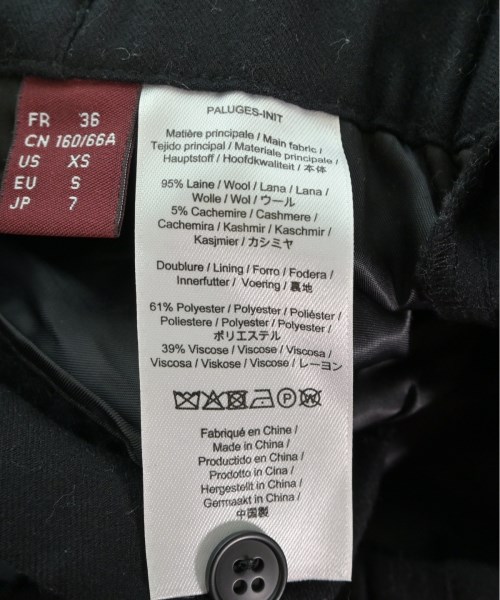 FR 36
CN 160/66A
US XS
EU S
JP 7
PALUGES-INIT
Matière principale / Main fabric /
Tejido principal / Materiale principale /
Hauptstoff / Hoofdkwaliteit / 本体
95% Laine / Wool / Lana / Lana /
Wolle / Wol / ウール
5% Cachemire / Cashmere /
Cachemira / Kashmir / Kaschmir /
Kasjmier / カシミヤ
Doublure / Lining / Forro / Fodera /
Innerfutter / Voering / 裏地
61% Polyester / Polyester / Poliéster /
Poliestere / Polyester / Polyester /
ポリエステル
39% Viscose / Viscose / Viscosa /
Viscosa / Viskose / Viscose / レーヨン
P
Fabriqué en Chine /
Made in China /
Producido en China /
Prodotto in Cina /
Hergestellt in China /
Germaakt in China /
中国製